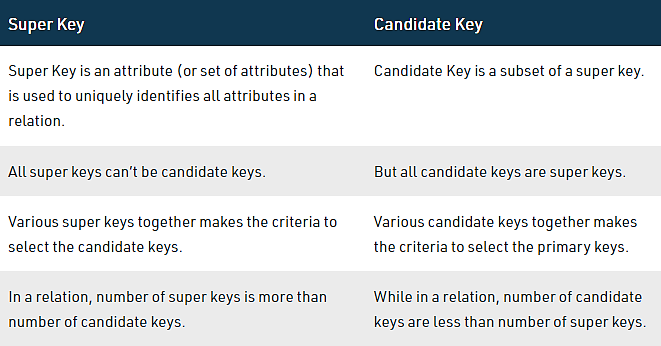 Super Key
Candidate Key
Super Key is an attribute (or set of attributes) that
is used to uniquely identifies all attributes in a
relation.
Candidate Key is a subset of a super key.
All super keys can’t be candidate keys.
But all candidate keys are super keys.
Various super keys together makes the criteria to
select the candidate keys.
Various candidate keys together makes
the criteria to select the primary keys.
In a relation, number of super keys is more than
number of candidate keys.
While in a relation, number of candidate
keys are less than number of super keys.